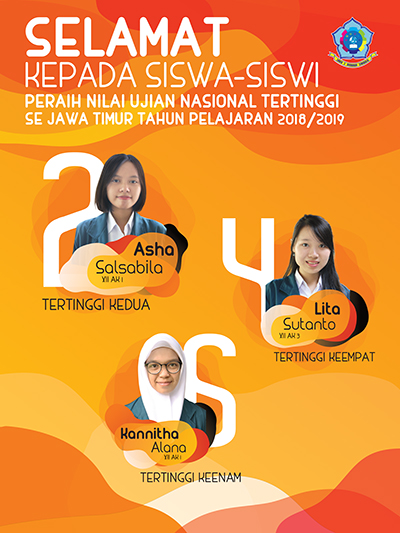 SELAMAT
KEPADA SISWA-SISWI
PERAIH NILAI UJIAN NASIONAL TERTINGGI
SE JAWA TIMUR TAHUN PELAJARAN 2018/2019
2
Asha
Salsabila
XII AK 1
TERTINGGI KEDUA
4
Lita
Sutanto
XII AK 3
TERTINGGI KEEMPAT
6
Kannitha
Alana
XII AK 1
TERTINGGI KEENAM